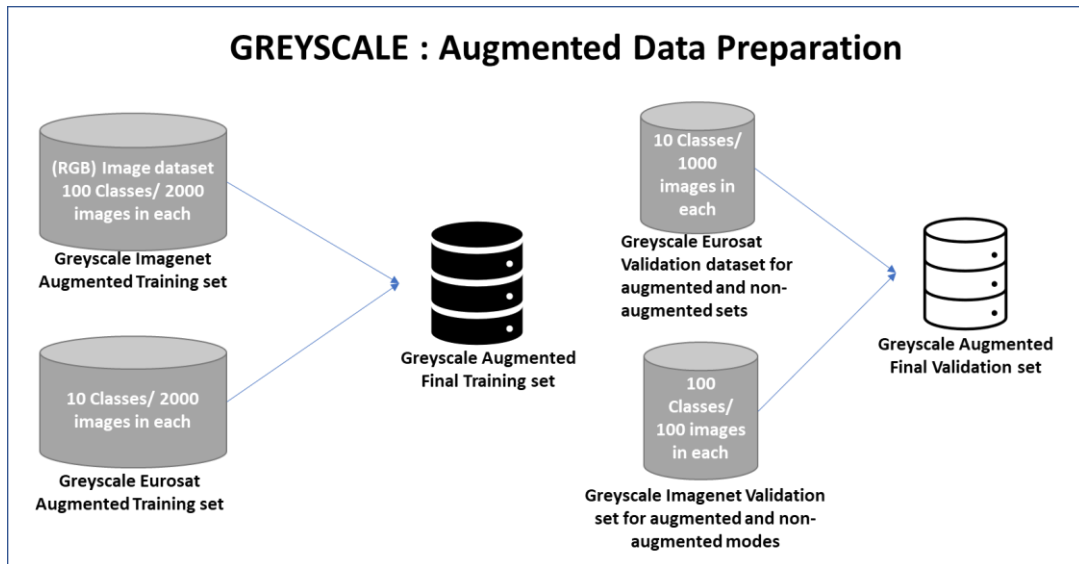 GREYSCALE : Augmented Data Preparation
(RGB) Image dataset
100 Classes/ 2000
images in each
Greyscale Imagenet
Augmented Training set
10 Classes/ 2000
images in each
Greyscale Eurosat
Augmented Training set
Greyscale Augmented
Final Training set
10 Classes/
1000
images in
each
Greyscale Eurosat
Validation dataset for
augmented and non-
augmented sets
100
Classes/
100 images
in each
Greyscale Imagenet Validation
set for augmented and non-
augmented modes
Greyscale Augmented
Final Validation set